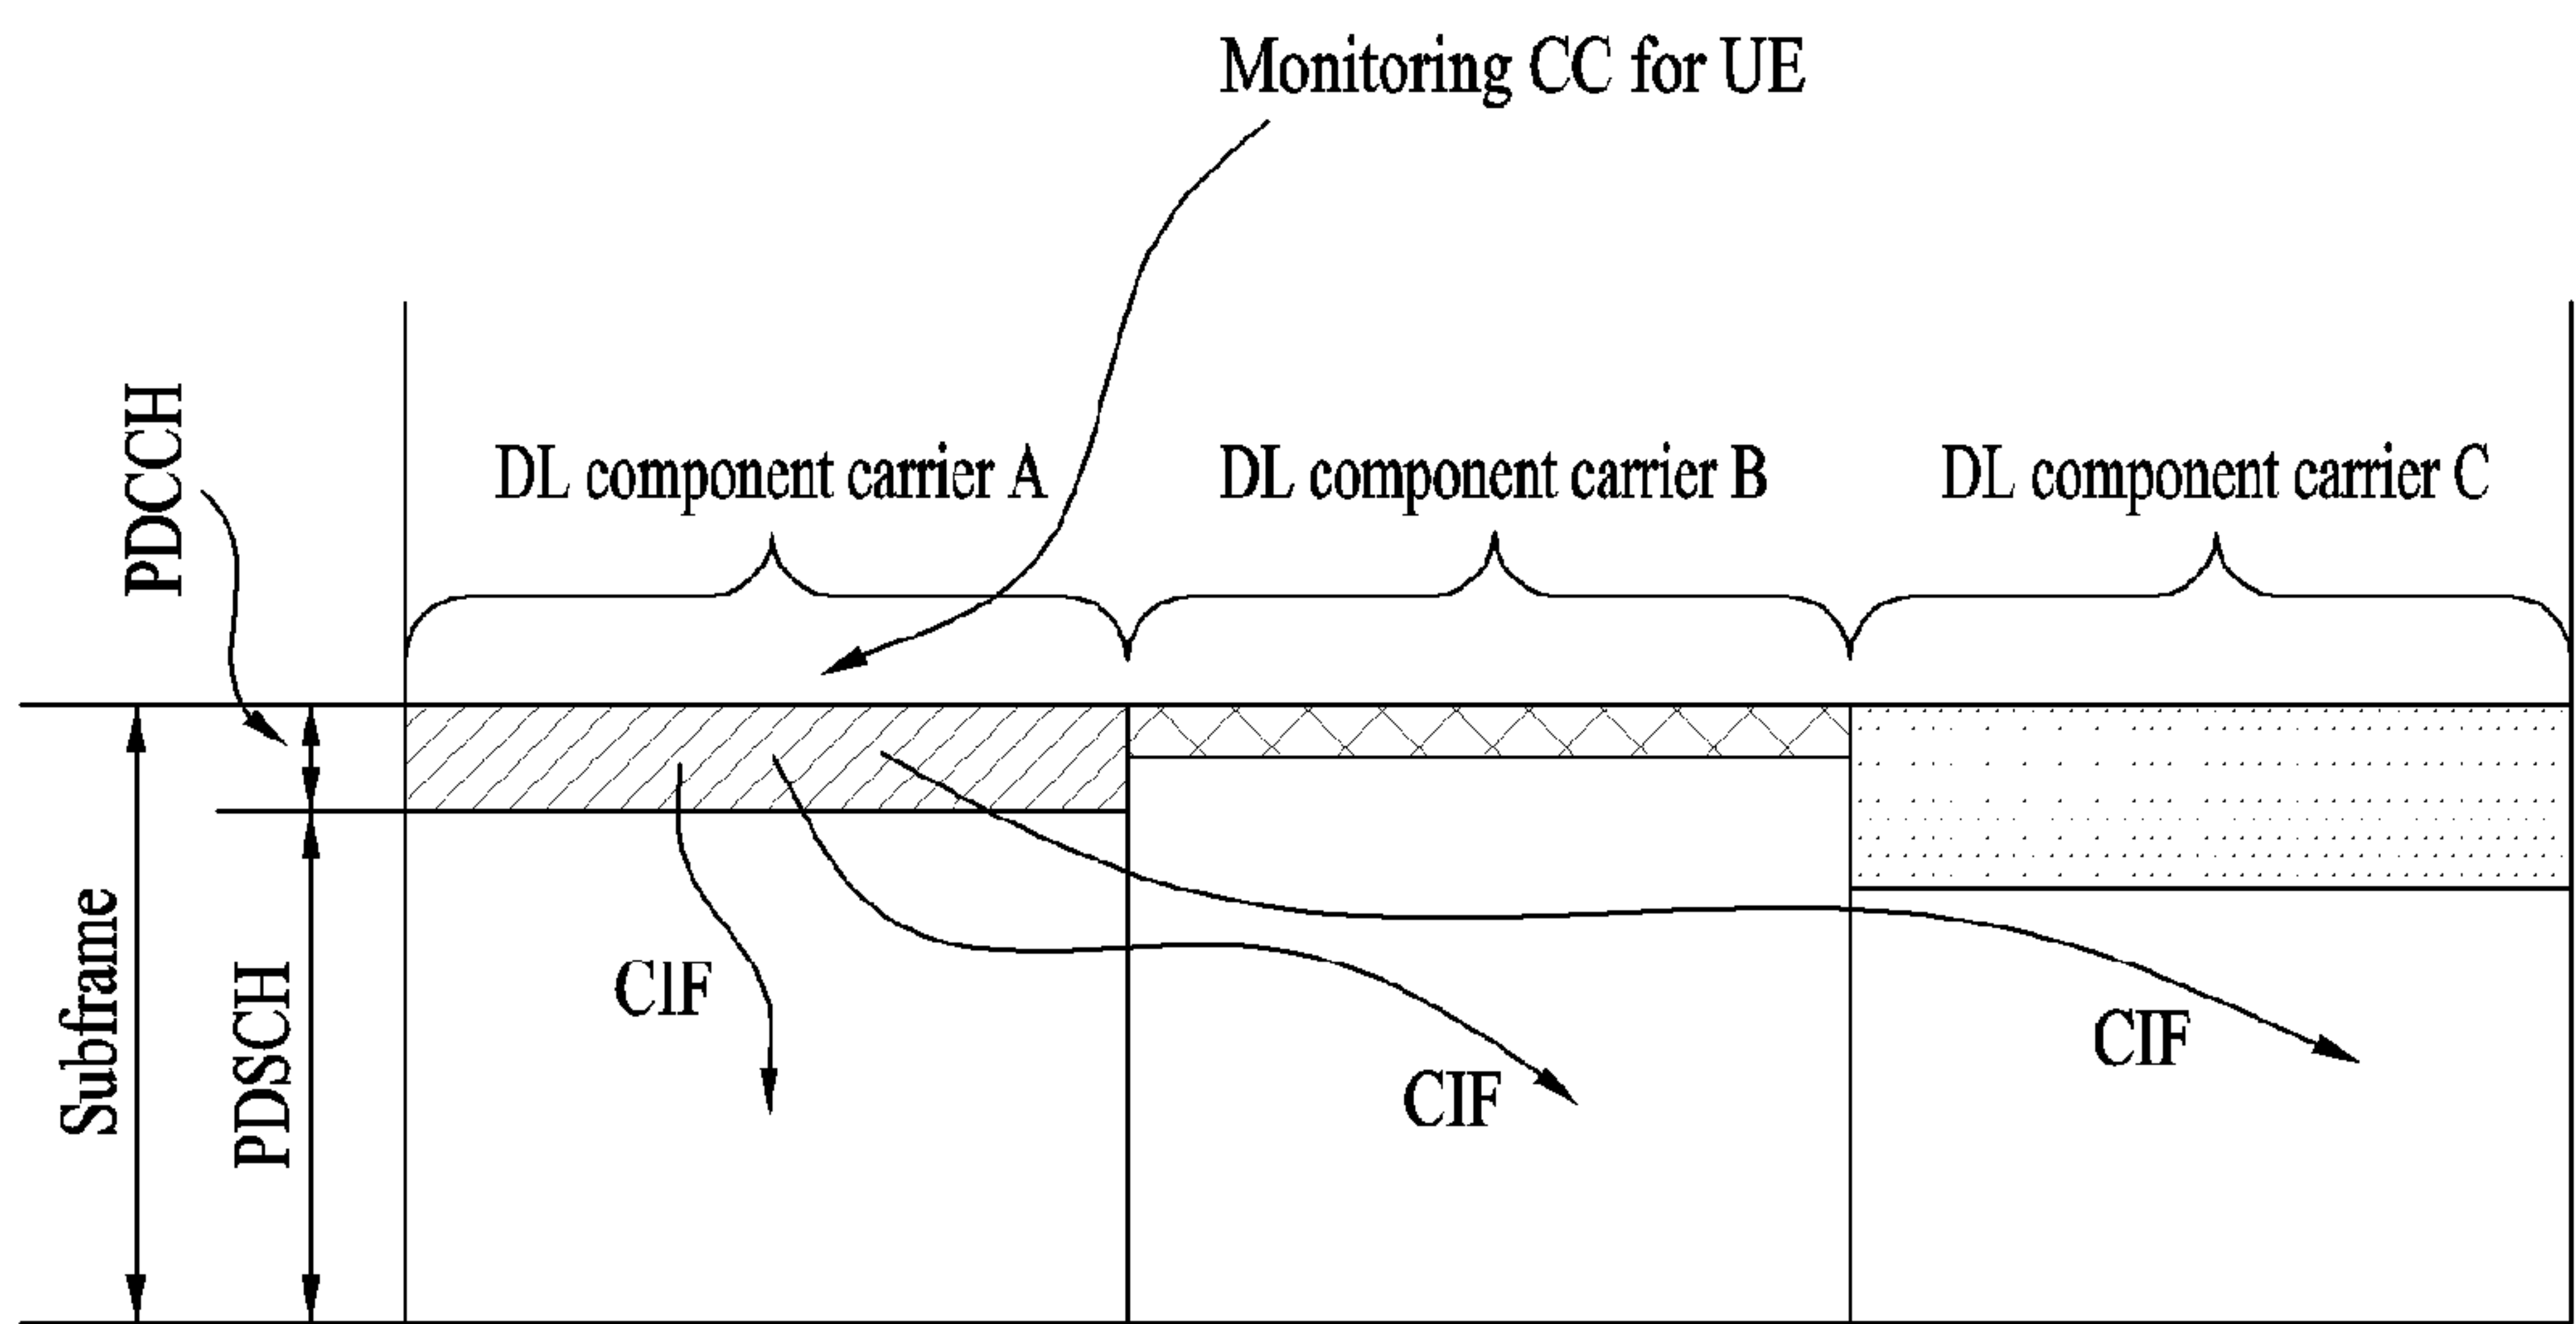 Monitoring CC for UE
PDCCH
DL component carrier A
DL component carrier B
DL component carrier C
Subframe
PDSCH
CIF
CIF
CIF